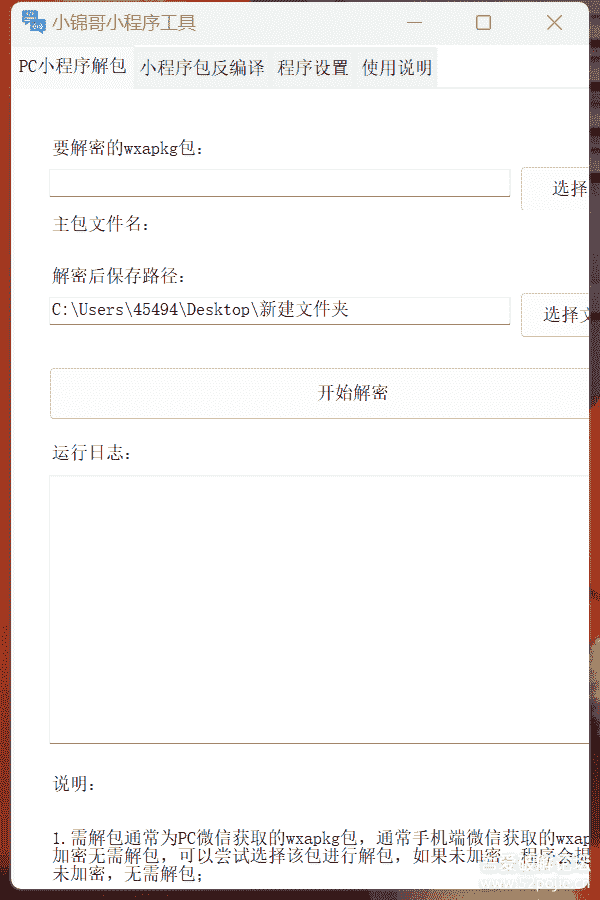 小锦哥小程序工具
PC小程序解包 小程序包反编译 程序设置 使用说明
要解密的wxapkg包：
选择
主包文件名：
解密后保存路径：
C:\Users\45494\Desktop\新建文件夹
选择文
开始解密
运行日志：
说明：
1.需解包通常为PC微信获取的wxapkg包，通常手机端微信获取的wxap
加密无需解包，可以尝试选择该包进行解包，如果未加密，程序会提
未加密，无需解包；